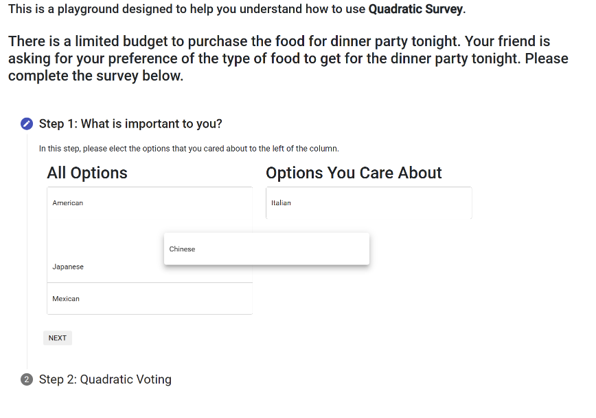 This is a playground designed to help you understand how to use Quadratic Survey.
There is a limited budget to purchase the food for dinner party tonight. Your friend is
asking for your preference of the type of food to get for the dinner party tonight. Please
complete the survey below.
Step 1: What is important to you?
In this step, please elect the options that you cared about to the left of the column.
All Options
Options You Care About
American
Italian
Chinese
Japanese
Mexican
NEXT
2 Step 2: Quadratic Voting